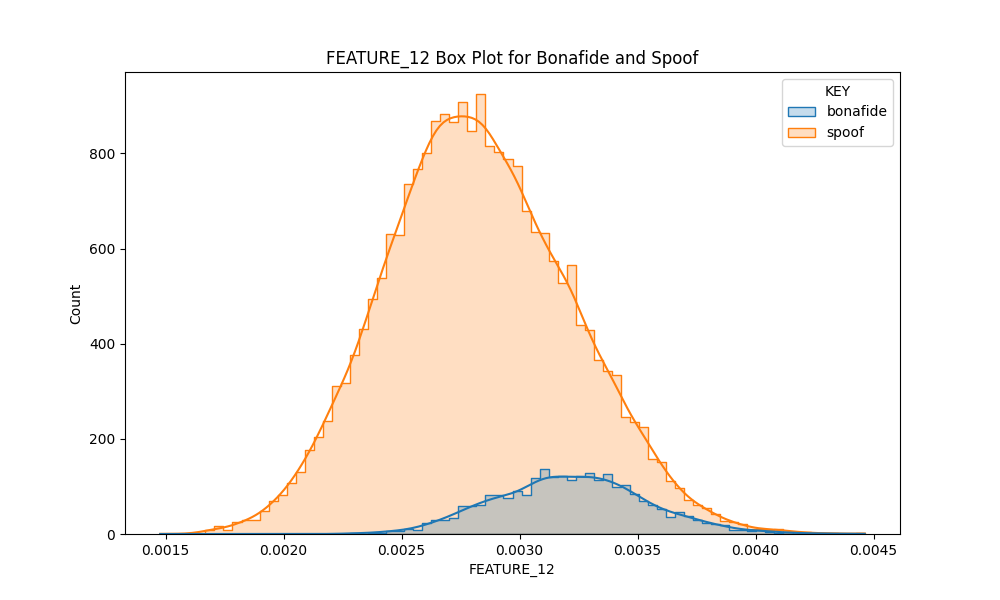 FEATURE_12 Box Plot for Bonafide and Spoof
KEY
bonafide
spoof
Count
800
600
400
200
0
0.0015 0.0020 0.0025 0.0030 0.0035 0.0040 0.0045
FEATURE_12